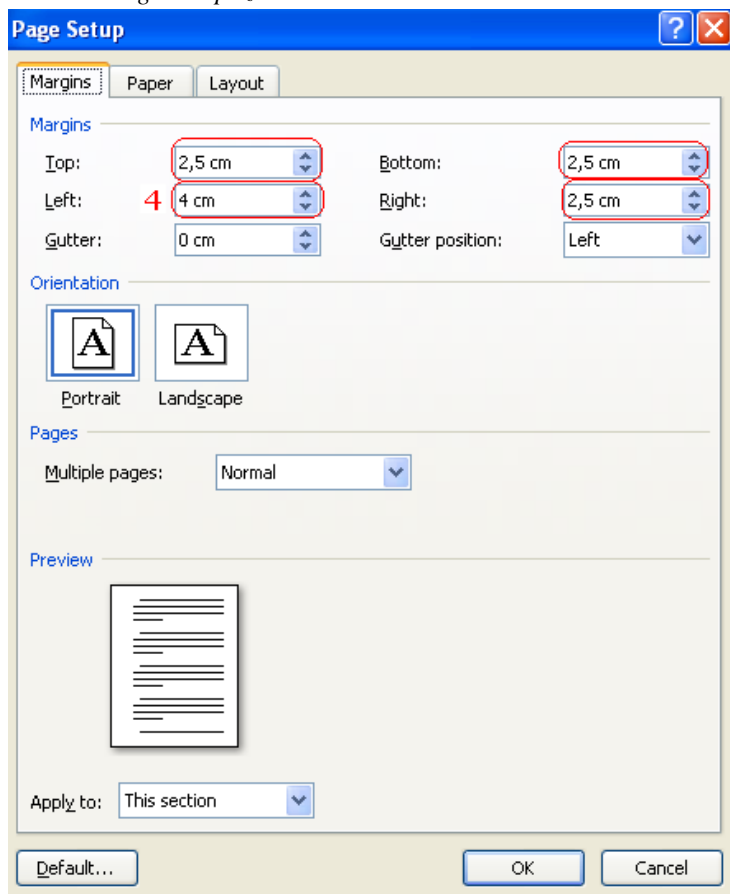 Page Setup
Margins Paper Layout
Margins
Top: 2,5 cm Bottom: 2,5 cm
Left: 4 4 cm Right: 2,5 cm
Gutter: 0 cm Gutter position: Left
Orientation
A A
Portrait Landscape
Pages
Multiple pages: Normal
Preview
Apply to: This section
Default... OK Cancel